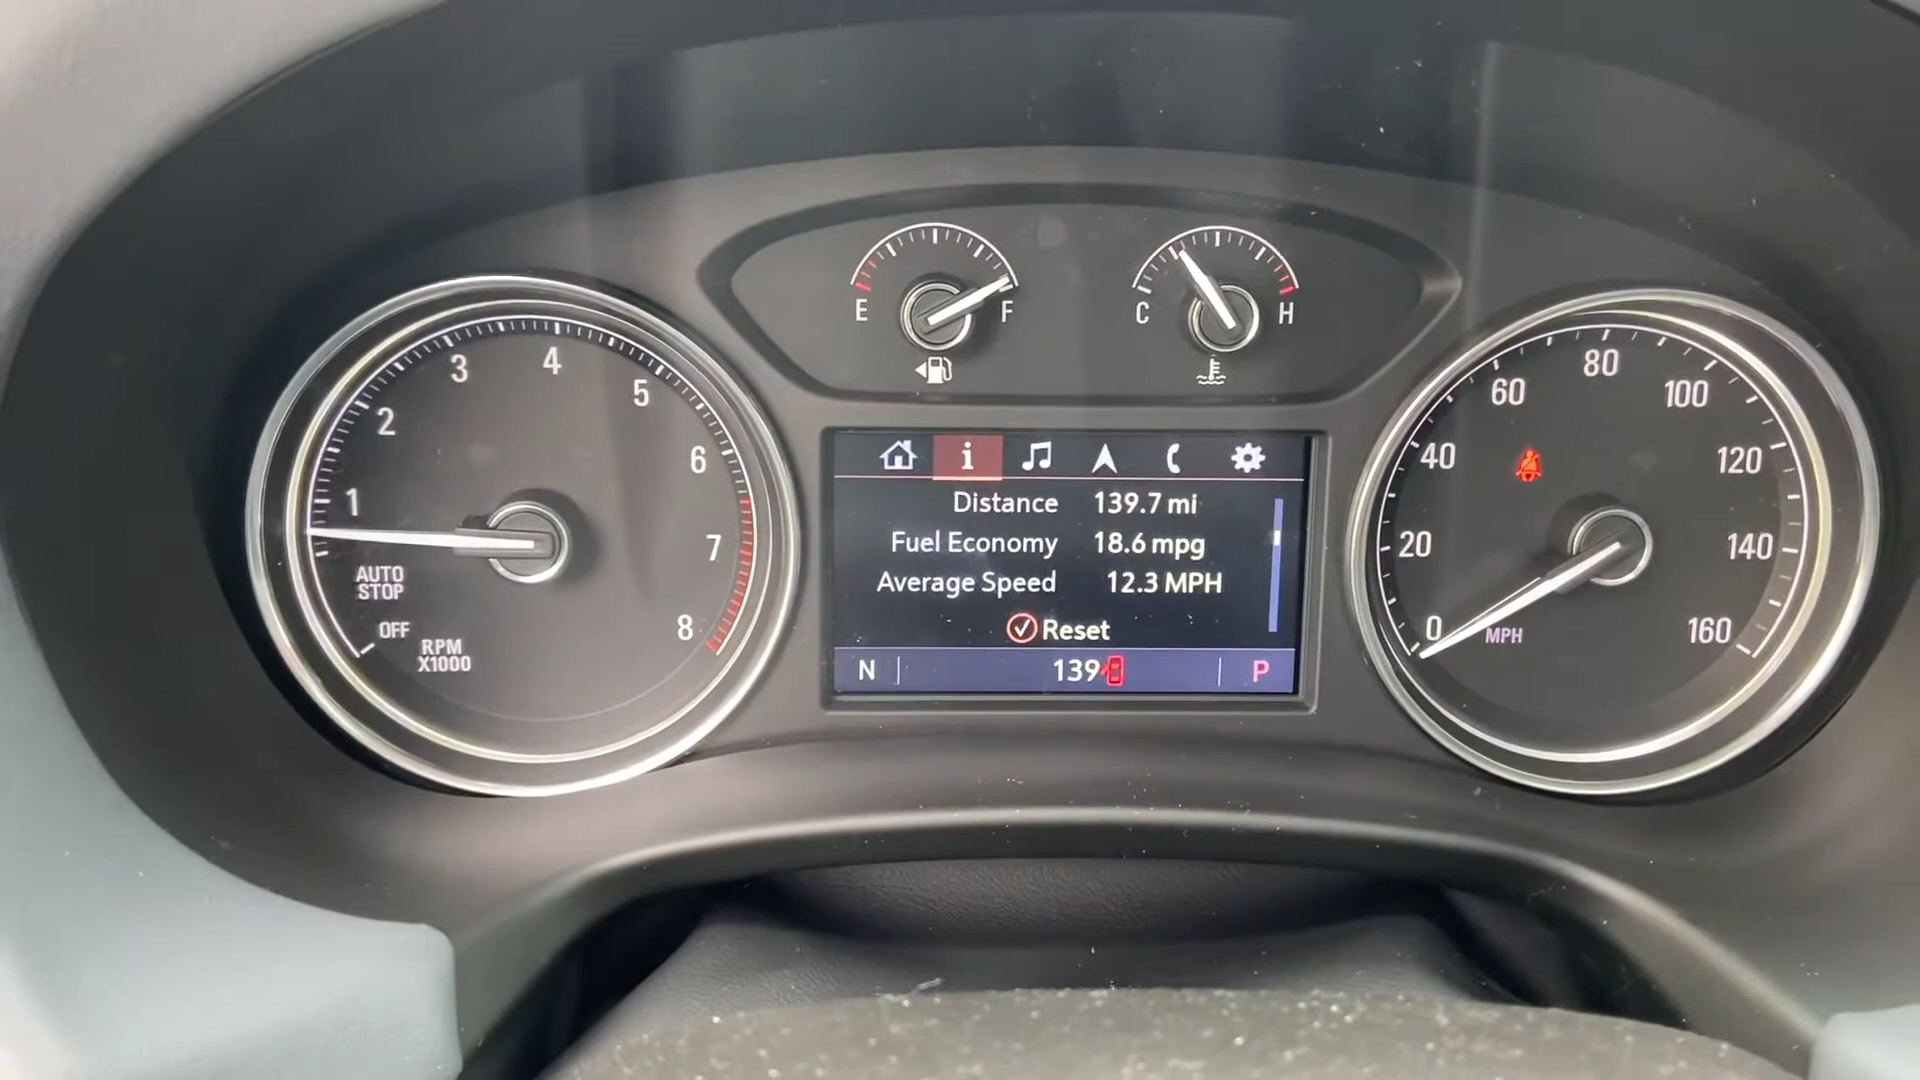 E
F
C
H
1
2
3
4
5
6
7
8
AUTO
STOP
OFF
RPM
X1000
i
Distance 139.7 mi
Fuel Economy 18.6 mpg
Average Speed 12.3 MPH
Reset
N 139 P
0
20
40
60
80
100
120
140
160
MPH